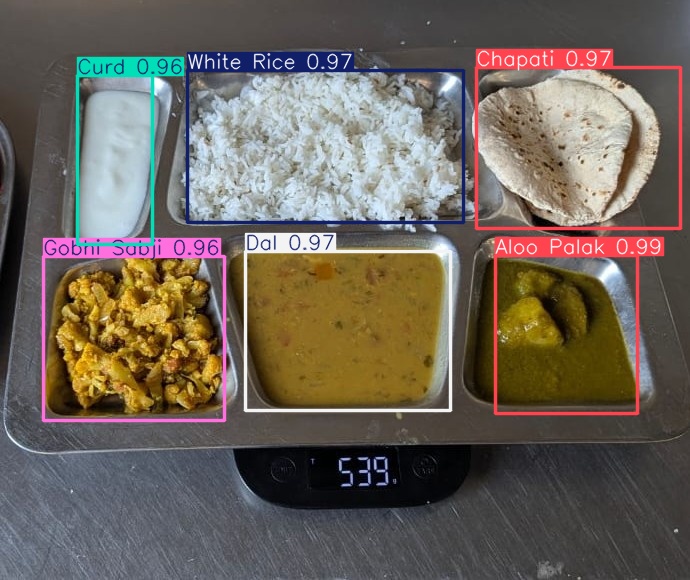 Curd 0.96
White Rice 0.97
Chapati 0.97
Gobhi Sabji 0.96
Dal 0.97
Aloo Palak 0.99
T 539 g